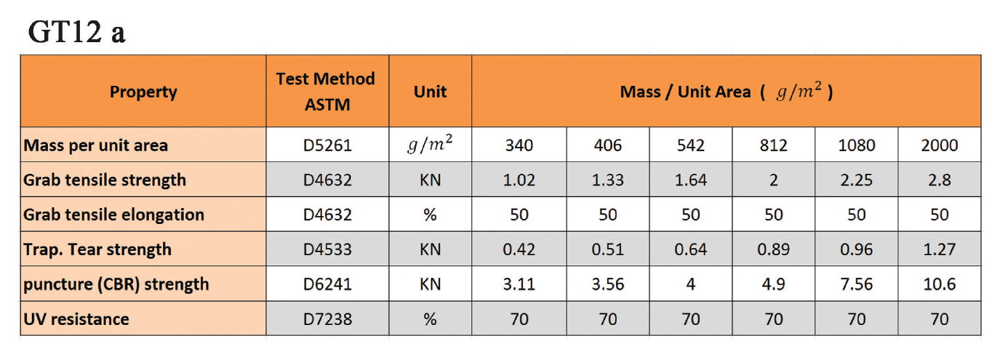 GT12 a
Property Test Method ASTM Unit Mass / Unit Area ( g/m² )
Mass per unit area D5261 g/m² 340 406 542 812 1080 2000
Grab tensile strength D4632 KN 1.02 1.33 1.64 2 2.25 2.8
Grab tensile elongation D4632 % 50 50 50 50 50 50
Trap. Tear strength D4533 KN 0.42 0.51 0.64 0.89 0.96 1.27
puncture (CBR) strength D6241 KN 3.11 3.56 4 4.9 7.56 10.6
UV resistance D7238 % 70 70 70 70 70 70